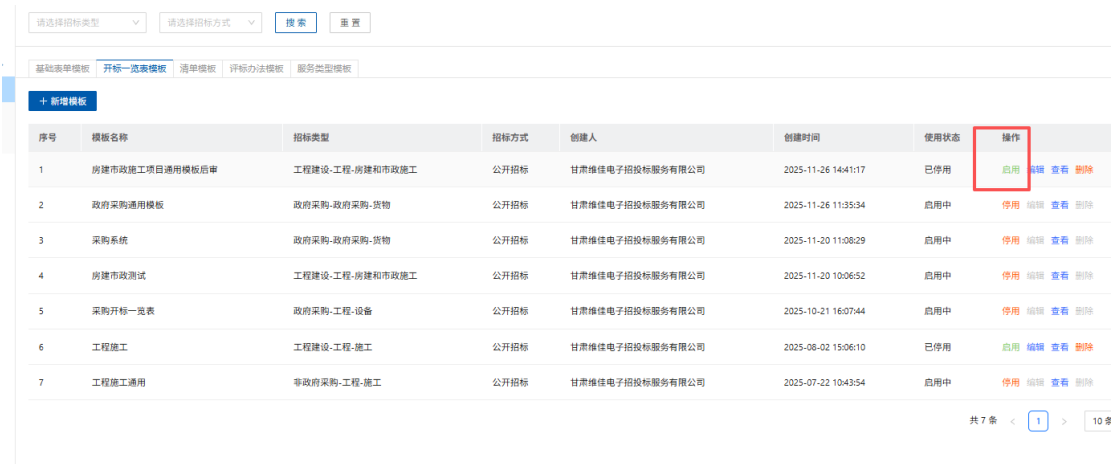 请选择招标类型 请选择招标方式 搜索 重置
基础表单模板 开标一览表模板 清单模板 评标办法模板 服务类型模板
＋ 新增模板
序号 模板名称 招标类型 招标方式 创建人 创建时间 使用状态 操作
1 房建市政施工项目通用模板后审 工程建设-工程-房建和市政施工 公开招标 甘肃维佳电子招投标服务有限公司 2025-11-26 14:41:17 已停用 启用 编辑 查看 删除
2 政府采购通用模板 政府采购-政府采购-货物 公开招标 甘肃维佳电子招投标服务有限公司 2025-11-26 11:35:34 启用中 停用 编辑 查看 删除
3 采购系统 政府采购-政府采购-货物 公开招标 甘肃维佳电子招投标服务有限公司 2025-11-20 11:08:29 启用中 停用 编辑 查看 删除
4 房建市政测试 工程建设-工程-房建和市政施工 公开招标 甘肃维佳电子招投标服务有限公司 2025-11-20 10:06:52 启用中 停用 编辑 查看 删除
5 采购开标一览表 政府采购-工程-设备 公开招标 甘肃维佳电子招投标服务有限公司 2025-10-21 16:07:44 启用中 停用 编辑 查看 删除
6 工程施工 工程建设-工程-施工 公开招标 甘肃维佳电子招投标服务有限公司 2025-08-02 15:06:10 已停用 启用 编辑 查看 删除
7 工程施工通用 非政府采购-工程-施工 公开招标 甘肃维佳电子招投标服务有限公司 2025-07-22 10:43:54 启用中 停用 编辑 查看 删除
共 7 条 < 1 > 10 条